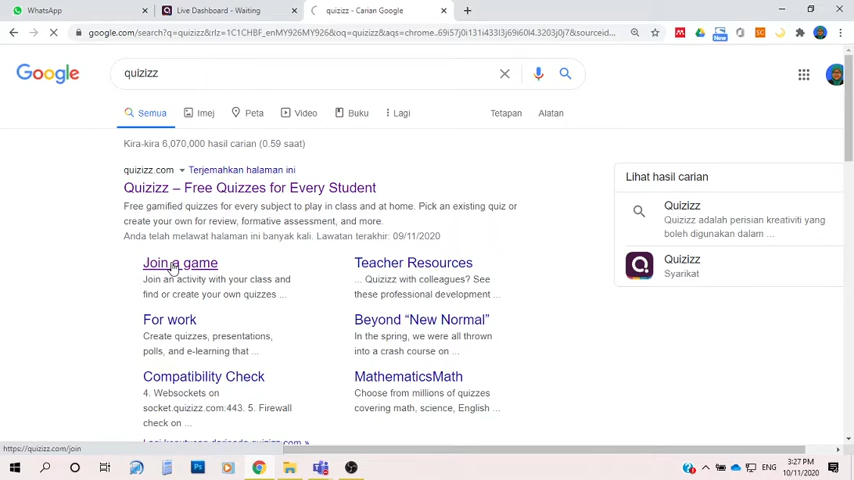 WhatsApp
Live Dashboard - Waiting
quizizz - Carian Google
google.com/search?q=quizizz&rlz=1C1CHBF_enMY926MY926&oq=quizizz&aqs=chrome..69i57j0i131i433l3j69i60l4.3203j0j7&sourceid...
New
SC
Google
quizizz
Semua
Imej
Peta
Video
Buku
Lagi
Tetapan
Alatan
Kira-kira 6,070,000 hasil carian (0.59 saat)
quizizz.com
Terjemahkan halaman ini
Quizizz – Free Quizzes for Every Student
Free gamified quizzes for every subject to play in class and at home. Pick an existing quiz or
create your own for review, formative assessment, and more.
Anda telah melawat halaman ini banyak kali. Lawatan terakhir: 09/11/2020
Join a game
Join an activity with your class and
find or create your own quizzes ...
Teacher Resources
... Quizizz with colleagues? See
these professional development ...
For work
Create quizzes, presentations,
polls, and e-learning that ...
Beyond “New Normal”
In the spring, we were all thrown
into a crash course on ...
Compatibility Check
4. Websockets on
socket.quizizz.com:443. 5. Firewall
check on ...
MathematicsMath
Choose from millions of quizzes
covering math, science, English ...
Lihat hasil carian
Quizizz
Quizizz adalah perisian kreativiti yang
boleh digunakan dalam ...
Quizizz
Syarikat
https://quizizz.com/join
ENG
3:27 PM
10/11/2020